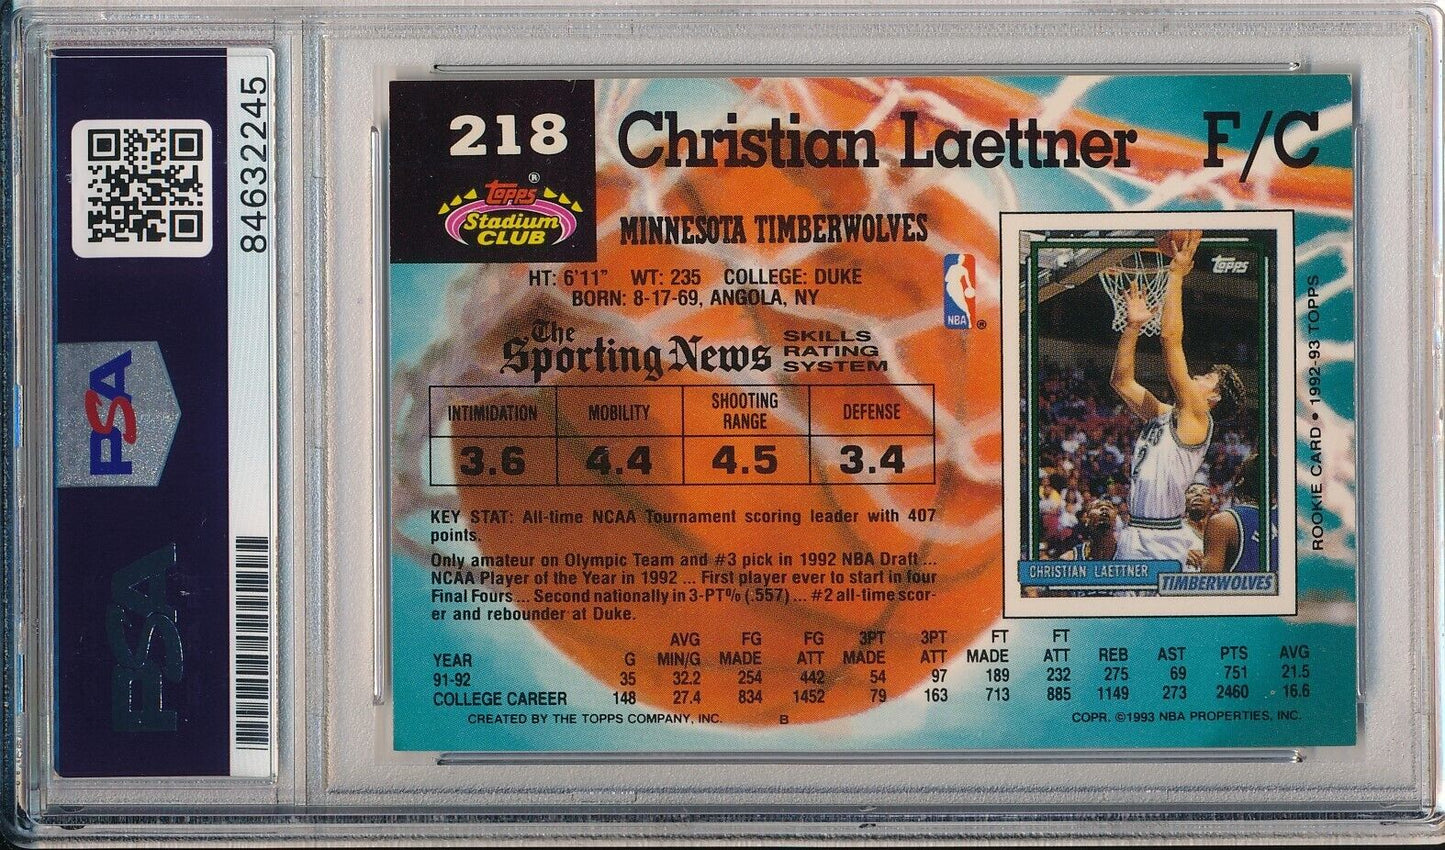 84632245
PSA
PSA
218
Topps®
Stadium
CLUB
Christian Laettner F/C
MINNESOTA TIMBERWOLVES
HT: 6'11" WT: 235 COLLEGE: DUKE
BORN: 8-17-69, ANGOLA, NY
NBA ®
The
Sporting News
SKILLS
RATING
SYSTEM
INTIMIDATION MOBILITY SHOOTING RANGE DEFENSE
3.6 4.4 4.5 3.4
KEY STAT: All-time NCAA Tournament scoring leader with 407
points.
Only amateur on Olympic Team and #3 pick in 1992 NBA Draft ...
NCAA Player of the Year in 1992 ... First player ever to start in four
Final Fours ... Second nationally in 3-PT% (.557) ... #2 all-time scor-
er and rebounder at Duke.
TOPPS
CHRISTIAN LAETTNER
TIMBERWOLVES
ROOKIE CARD • 1992-93 TOPPS
AVG FG FG 3PT 3PT FT FT
YEAR G MIN/G MADE ATT MADE ATT MADE ATT REB AST PTS AVG
91-92 35 32.2 254 442 54 97 189 232 275 69 751 21.5
COLLEGE CAREER 148 27.4 834 1452 79 163 713 885 1149 273 2460 16.6
CREATED BY THE TOPPS COMPANY, INC. B COPR. ©1993 NBA PROPERTIES, INC.